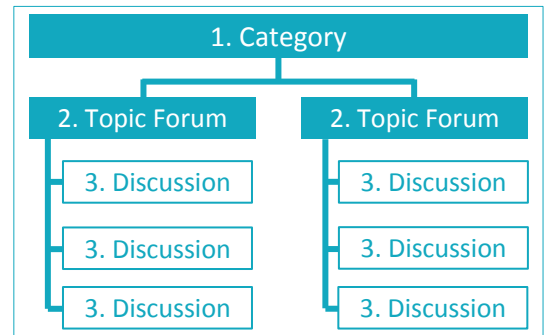 1. Category
2. Topic Forum
2. Topic Forum
3. Discussion
3. Discussion
3. Discussion
3. Discussion
3. Discussion
3. Discussion